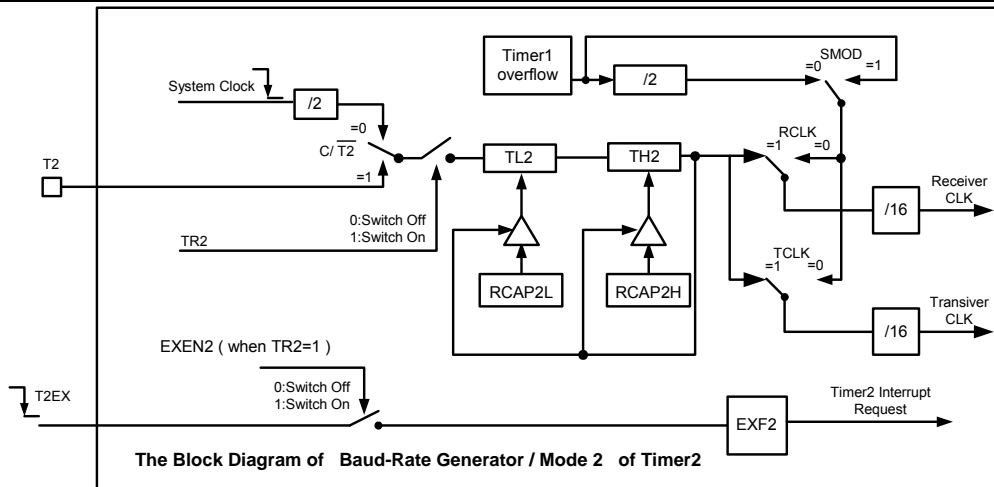 Timer1
overflow
/2
SMOD
=0
=1
System Clock
/2
=0
C/ T2
=1
T2
TL2
TH2
RCLK
=1
=0
Receiver
CLK
/16
0:Switch Off
1:Switch On
TR2
RCAP2L
RCAP2H
TCLK
=1
=0
Transiver
CLK
/16
EXEN2 ( when TR2=1 )
0:Switch Off
1:Switch On
T2EX
EXF2
Timer2 Interrupt
Request
The Block Diagram of Baud-Rate Generator / Mode 2 of Timer2